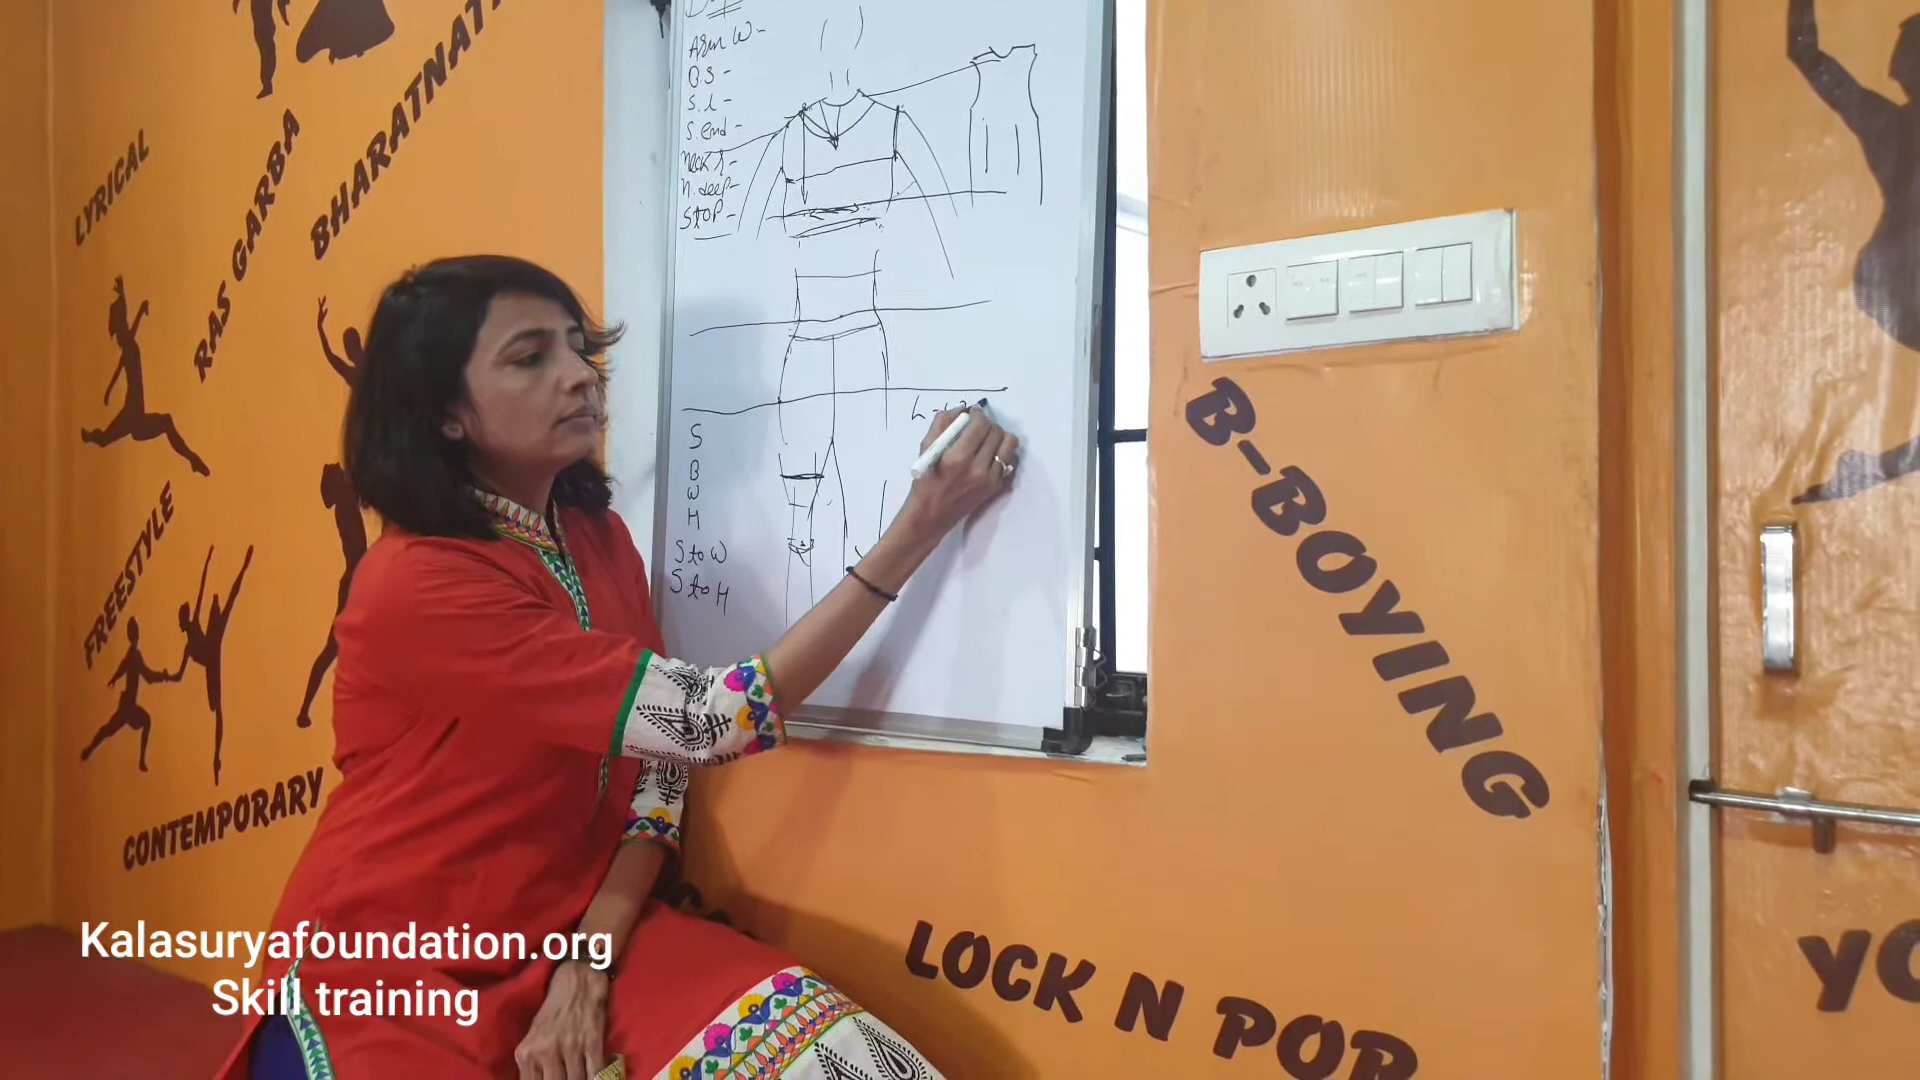 LYRICAL
RAS GARBA
BHARATNAT
FREESTYLE
CONTEMPORARY
Arm W-
B.S-
S.L-
S.end-
Neck
N.deep-
STOP-
S
B
W
H
S to W
S to H
B-BOYING
LOCK N POP
YO
Kalasuryafoundation.org
Skill training